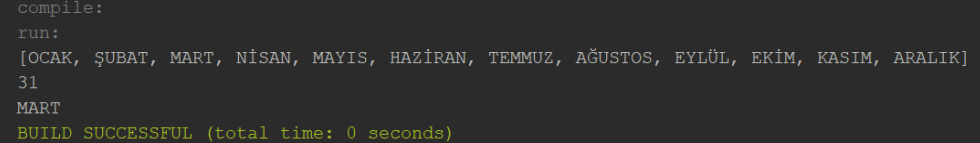 compile:
run:
[OCAK, ŞUBAT, MART, NİSAN, MAYIS, HAZİRAN, TEMMUZ, AĞUSTOS, EYLÜL, EKİM, KASIM, ARALIK]
31
MART
BUILD SUCCESSFUL (total time: 0 seconds)